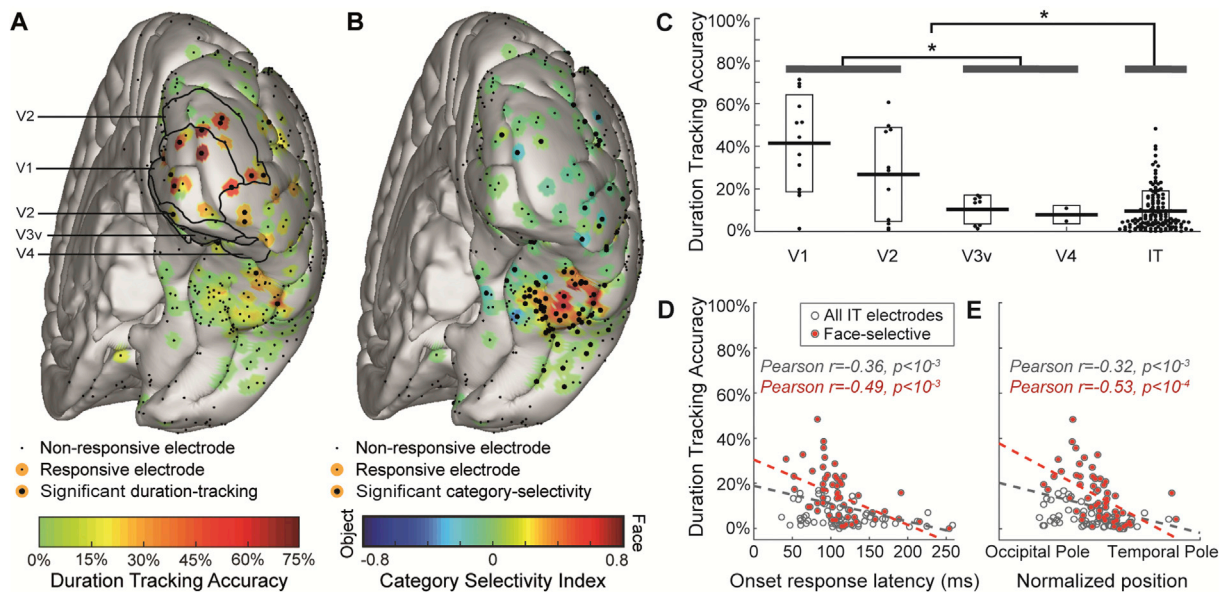 A
V2
V1
V2
V3v
V4
Non-responsive electrode
Responsive electrode
Significant duration-tracking
0% 15% 30% 45% 60% 75%
Duration Tracking Accuracy
B
Non-responsive electrode
Responsive electrode
Significant category-selectivity
Object
Face
-0.8 -0.4 0 0.4 0.8
Category Selectivity Index
C
Duration Tracking Accuracy
100%
80%
60%
40%
20%
0%
* *
V1 V2 V3v V4 IT
D
Duration Tracking Accuracy
100%
80%
60%
40%
20%
0%
All IT electrodes
Face-selective
Pearson r=-0.36, p<10-3
Pearson r=-0.49, p<10-3
0 50 100 150 200 250
Onset response latency (ms)
E
Pearson r=-0.32, p<10-3
Pearson r=-0.53, p<10-4
Occipital Pole Temporal Pole
Normalized position